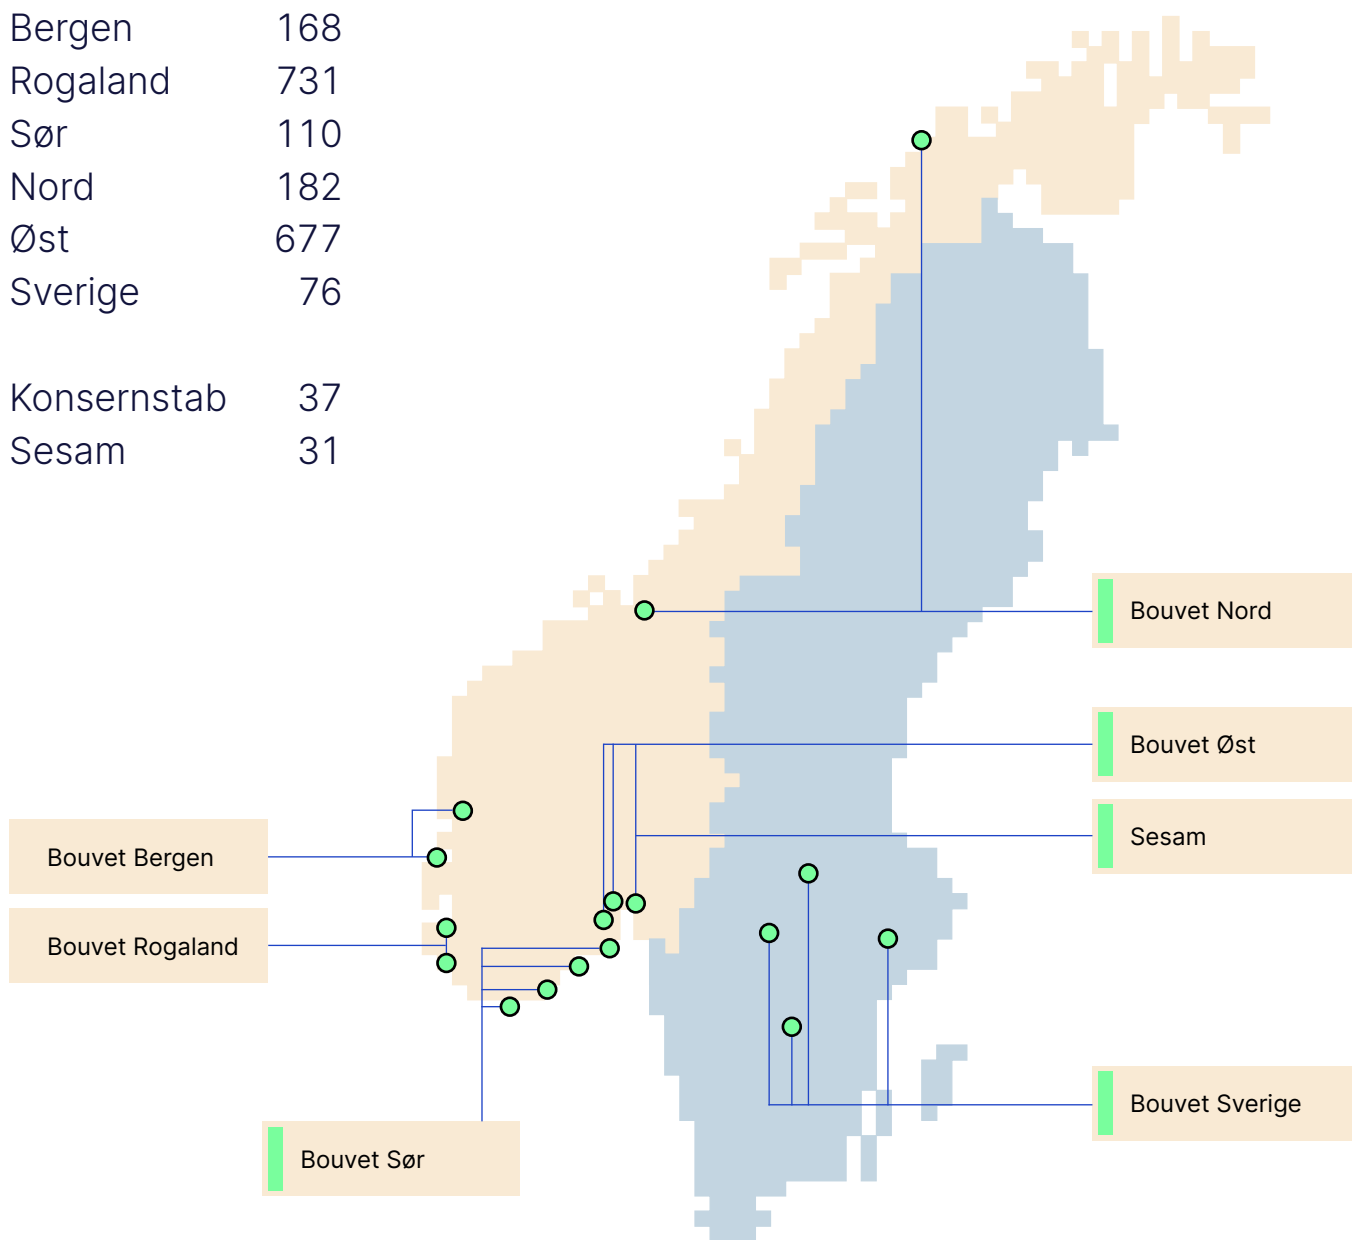 Bergen 168
Rogaland 731
Sør 110
Nord 182
Øst 677
Sverige 76
Konsernstab 37
Sesam 31
Bouvet Nord
Bouvet Øst
Sesam
Bouvet Bergen
Bouvet Rogaland
Bouvet Sverige
Bouvet Sør